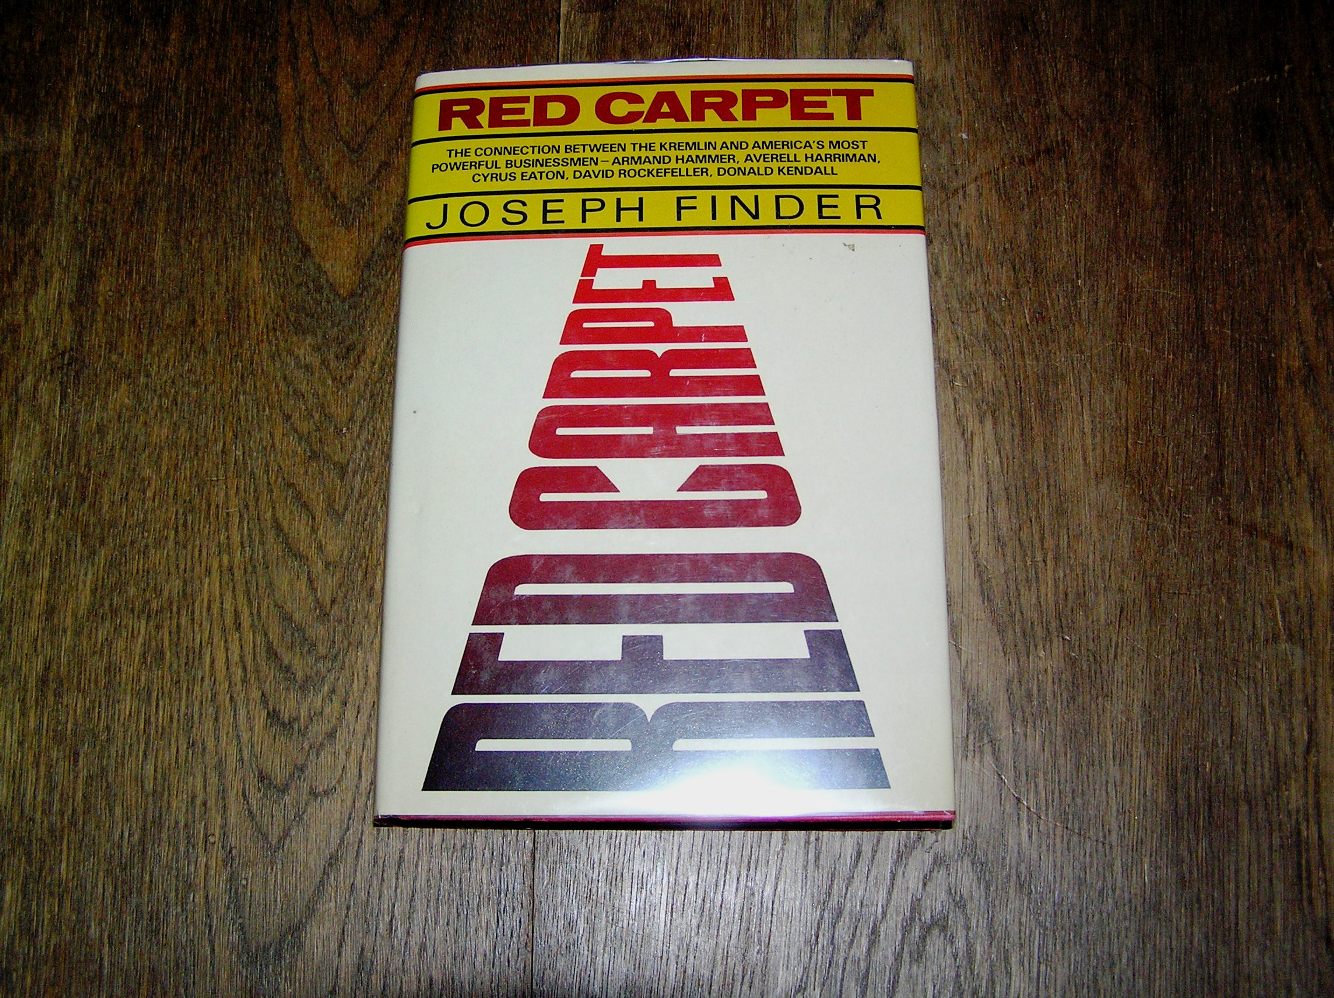 RED CARPET
THE CONNECTION BETWEEN THE KREMLIN AND AMERICA'S MOST
POWERFUL BUSINESSMEN – ARMAND HAMMER, AVERELL HARRIMAN,
CYRUS EATON, DAVID ROCKEFELLER, DONALD KENDALL
JOSEPH FINDER
RED CARPET